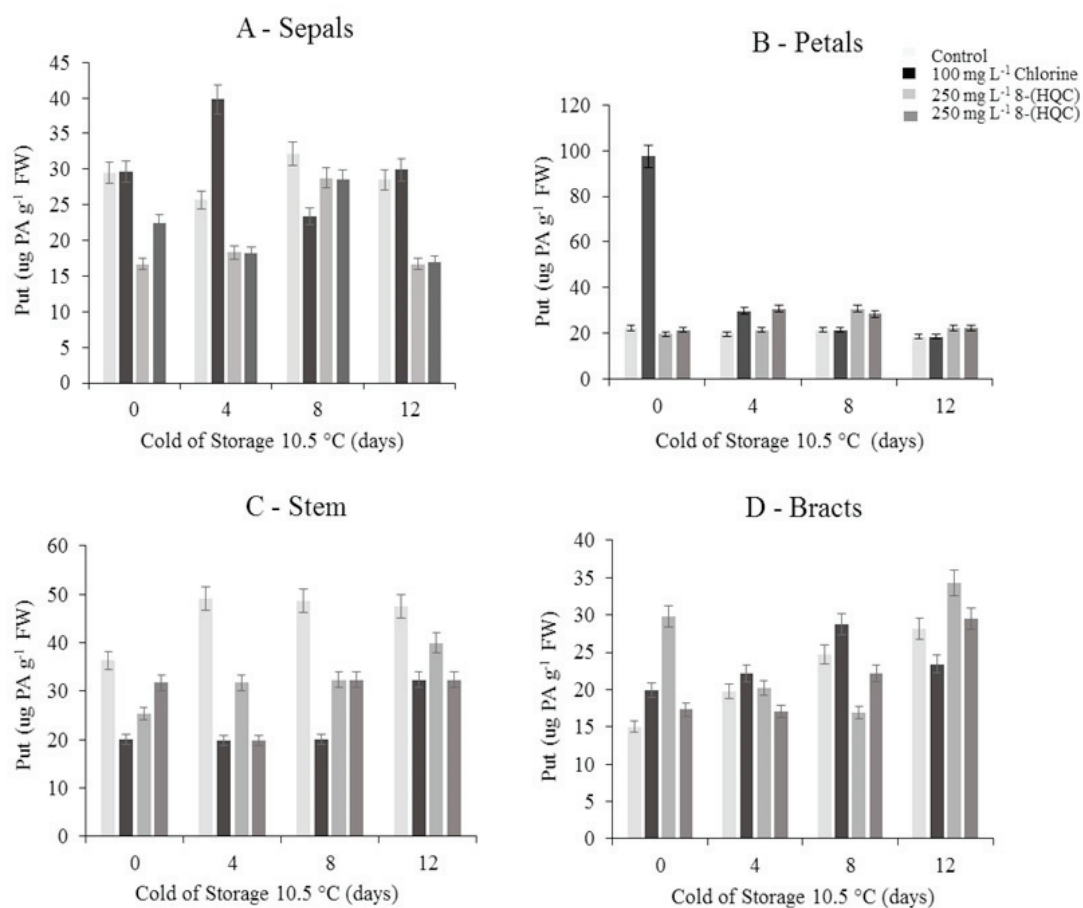 A - Sepals
Put (ug PA g⁻¹ FW)
45
40
35
30
25
20
15
10
5
0
0 4 8 12
Cold of Storage 10.5 °C (days)
B - Petals
Control
100 mg L⁻¹ Chlorine
250 mg L⁻¹ 8-(HQC)
250 mg L⁻¹ 8-(HQC)
Put (ug PA g⁻¹ FW)
120
100
80
60
40
20
0
0 4 8 12
Cold of Storage 10.5 °C (days)
C - Stem
Put (ug PA g⁻¹ FW)
60
50
40
30
20
10
0
0 4 8 12
Cold of Storage 10.5 °C (days)
D - Bracts
Put (ug PA g⁻¹ FW)
40
35
30
25
20
15
10
5
0
0 4 8 12
Cold of Storage 10.5 °C (days)